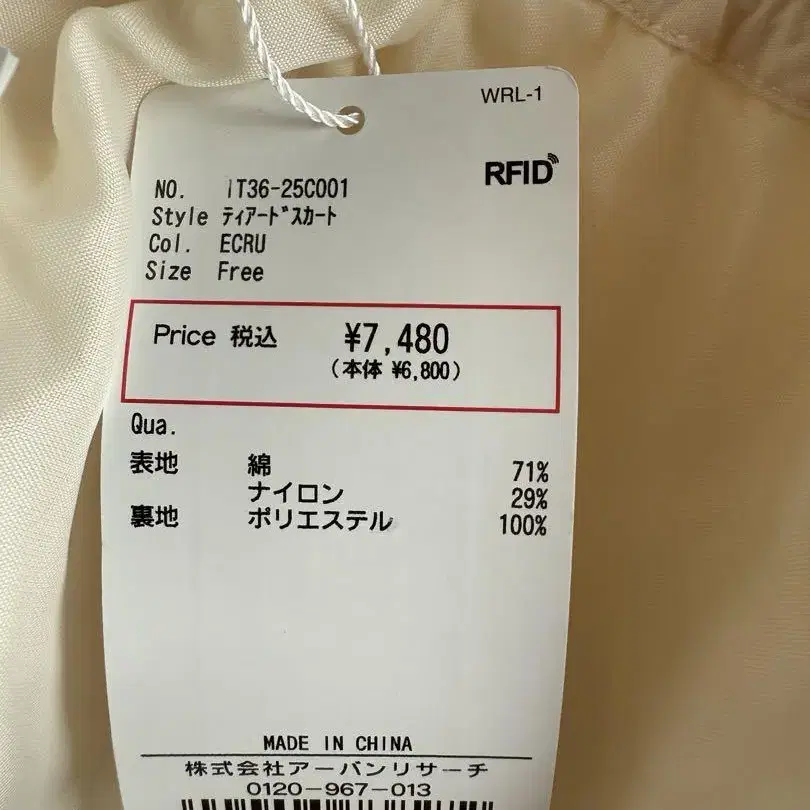 WRL-1
RFID
NO. IT36-25C001
Style ティアードスカート
Col. ECRU
Size Free
Price 税込 ¥7,480
(本体 ¥6,800)
Qua.
表地 綿 71%
ナイロン 29%
裏地 ポリエステル 100%
MADE IN CHINA
株式会社アーバンリサーチ
0120-967-013